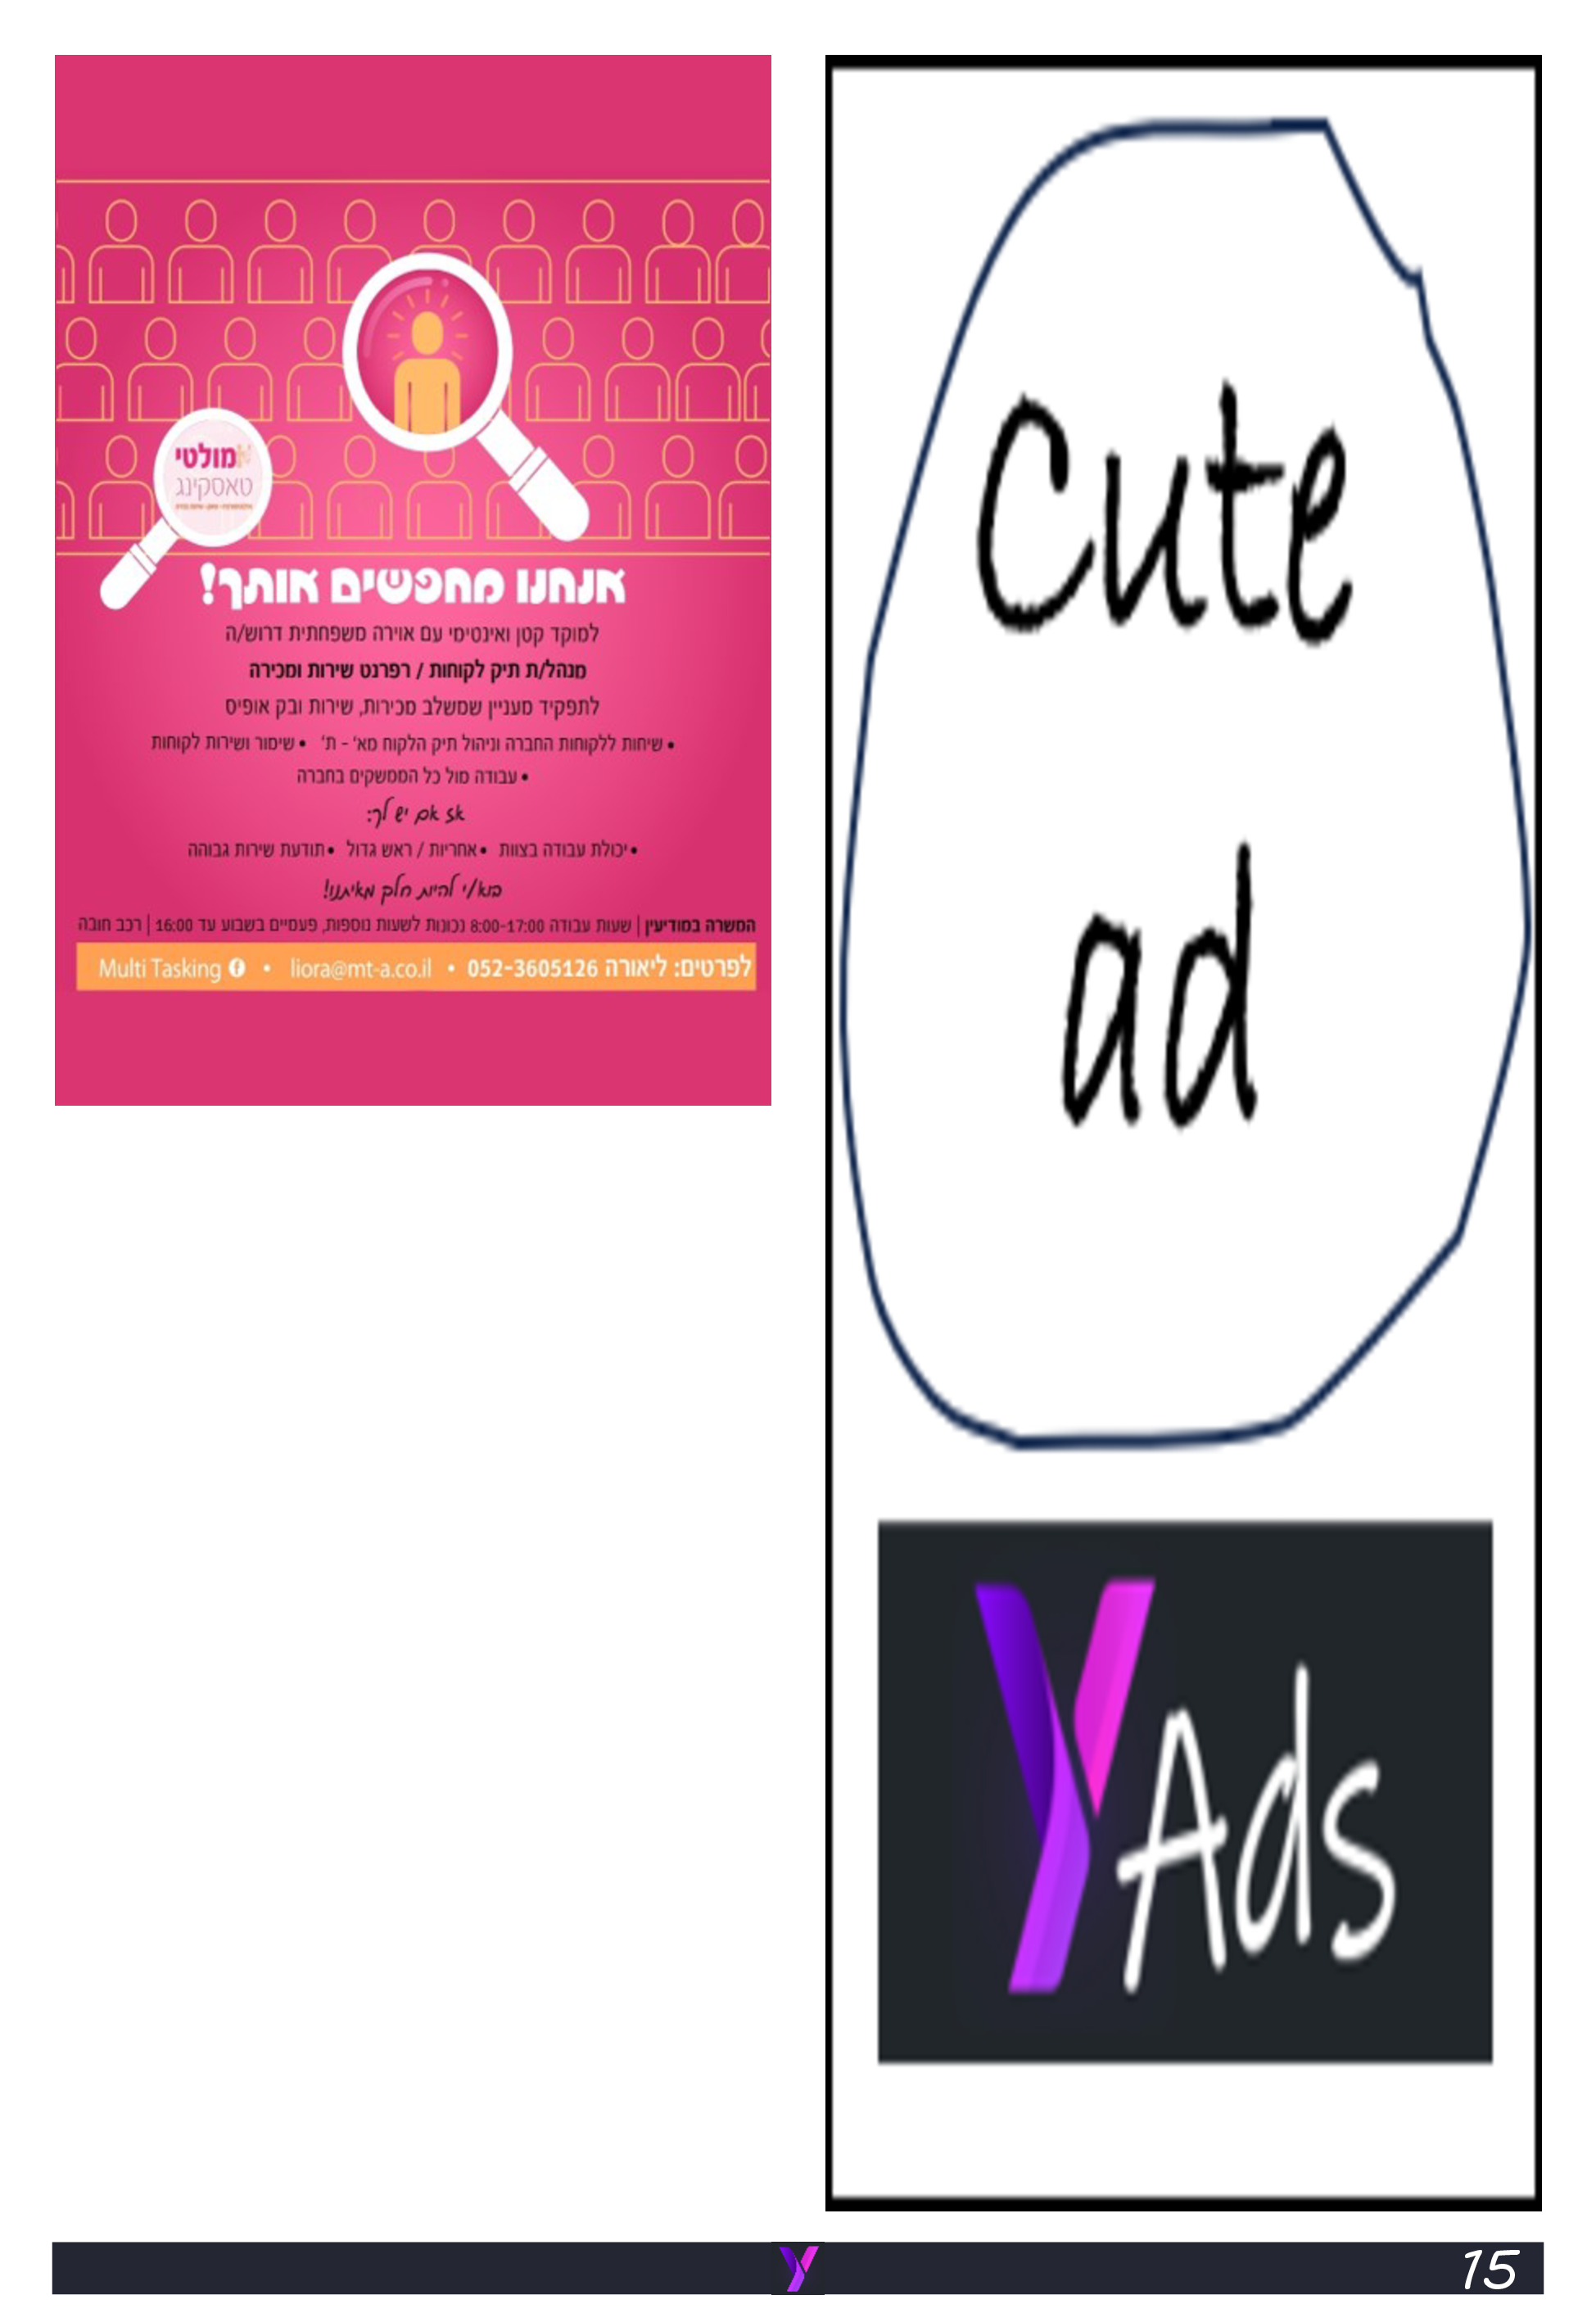 מולטי
טאסקינג
אנחנו מחפשים אותך!
למוקד קטן ואינטימי עם אוירה משפחתית דרוש/ה
מנהל/ת תיק לקוחות / רפרנט שירות ומכירה
לתפקיד מעניין שמשלב מכירות, שירות ובק אופיס
• שיחות ללקוחות החברה וניהול תיק הלקוח מא' - ת' • שימור ושירות לקוחות
• עבודה מול כל הממשקים בחברה
אז אם יש לך:
• יכולת עבודה בצוות • אחריות / ראש גדול • תודעת שירות גבוהה
בוא/י להיות חלק מאיתנו!
המשרה במודיעין | שעות עבודה 8:00-17:00 נכונות לשעות נוספות, פעמיים בשבוע עד 16:00 | רכב חובה
לפרטים: ליאורה 052-3605126 • liora@mt-a.co.il • Multi Tasking
Cute
ad
Y Ads
15